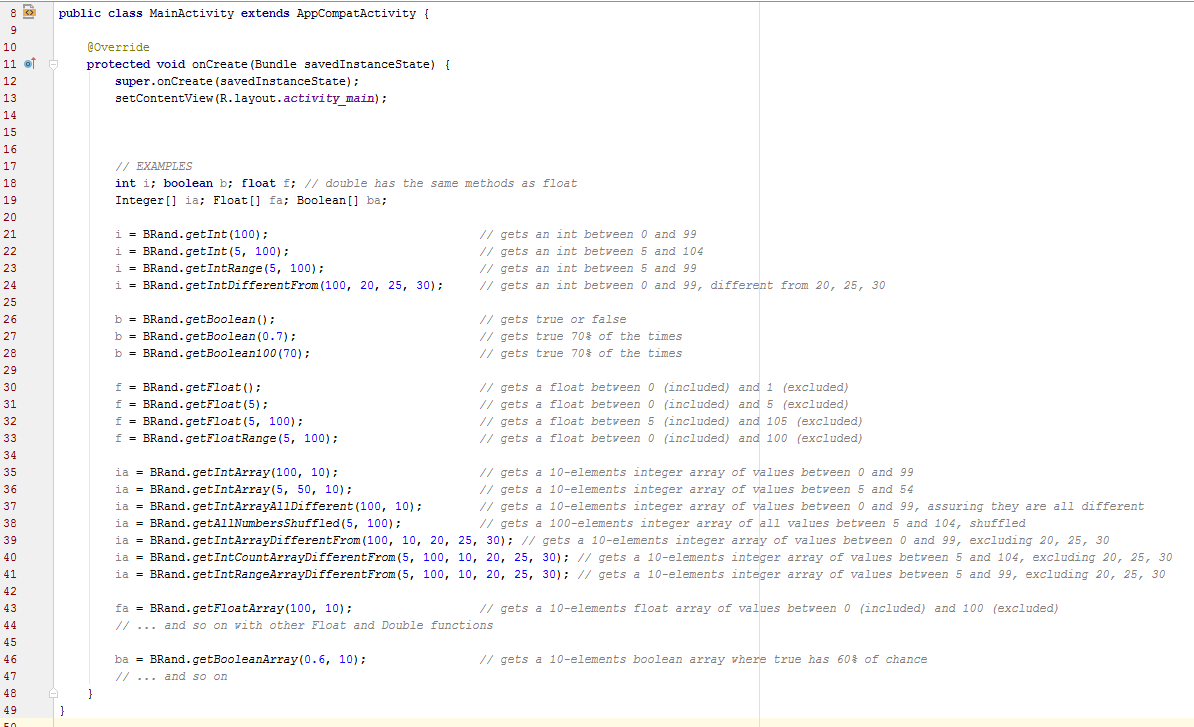 8 public class MainActivity extends AppCompatActivity {
9
10 @Override
11 protected void onCreate(Bundle savedInstanceState) {
12 super.onCreate(savedInstanceState);
13 setContentView(R.layout.activity_main);
14
15
16
17 // EXAMPLES
18 int i; boolean b; float f; // double has the same methods as float
19 Integer[] ia; Float[] fa; Boolean[] ba;
20
21 i = BRand.getInt(100); // gets an int between 0 and 99
22 i = BRand.getInt(5, 100); // gets an int between 5 and 104
23 i = BRand.getIntRange(5, 100); // gets an int between 5 and 99
24 i = BRand.getIntDifferentFrom(100, 20, 25, 30); // gets an int between 0 and 99, different from 20, 25, 30
25
26 b = BRand.getBoolean(); // gets true or false
27 b = BRand.getBoolean(0.7); // gets true 70% of the times
28 b = BRand.getBoolean100(70); // gets true 70% of the times
29
30 f = BRand.getFloat(); // gets a float between 0 (included) and 1 (excluded)
31 f = BRand.getFloat(5); // gets a float between 0 (included) and 5 (excluded)
32 f = BRand.getFloat(5, 100); // gets a float between 5 (included) and 105 (excluded)
33 f = BRand.getFloatRange(5, 100); // gets a float between 0 (included) and 100 (excluded)
34
35 ia = BRand.getIntArray(100, 10); // gets a 10-elements integer array of values between 0 and 99
36 ia = BRand.getIntArray(5, 50, 10); // gets a 10-elements integer array of values between 5 and 54
37 ia = BRand.getIntArrayAllDifferent(100, 10); // gets a 10-elements integer array of values between 0 and 99, assuring they are all different
38 ia = BRand.getAllNumbersShuffled(5, 100); // gets a 100-elements integer array of all values between 5 and 104, shuffled
39 ia = BRand.getIntArrayDifferentFrom(100, 10, 20, 25, 30); // gets a 10-elements integer array of values between 0 and 99, excluding 20, 25, 30
40 ia = BRand.getIntCountArrayDifferentFrom(5, 100, 10, 20, 25, 30); // gets a 10-elements integer array of values between 5 and 104, excluding 20, 25, 30
41 ia = BRand.getIntRangeArrayDifferentFrom(5, 100, 10, 20, 25, 30); // gets a 10-elements integer array of values between 5 and 99, excluding 20, 25, 30
42
43 fa = BRand.getFloatArray(100, 10); // gets a 10-elements float array of values between 0 (included) and 100 (excluded)
44 // ... and so on with other Float and Double functions
45
46 ba = BRand.getBooleanArray(0.6, 10); // gets a 10-elements boolean array where true has 60% of chance
47 // ... and so on
48 }
49 }
50